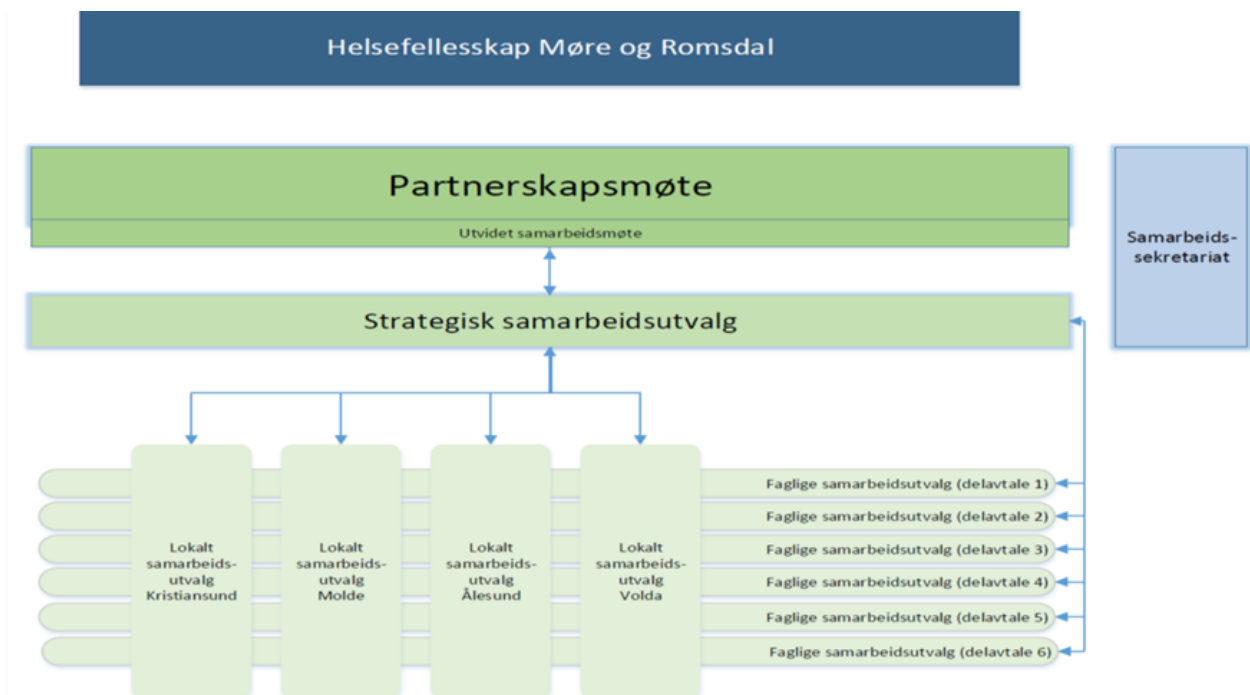 Helsefellesskap Møre og Romsdal
Partnerskapsmøte
Utvidet samarbeidsmøte
Samarbeids-
sekretariat
Strategisk samarbeidsutvalg
Lokalt
samarbeids-
utvalg
Kristiansund
Lokalt
samarbeids-
utvalg
Molde
Lokalt
samarbeids-
utvalg
Ålesund
Lokalt
samarbeids-
utvalg
Volda
Faglige samarbeidsutvalg (delavtale 1)
Faglige samarbeidsutvalg (delavtale 2)
Faglige samarbeidsutvalg (delavtale 3)
Faglige samarbeidsutvalg (delavtale 4)
Faglige samarbeidsutvalg (delavtale 5)
Faglige samarbeidsutvalg (delavtale 6)